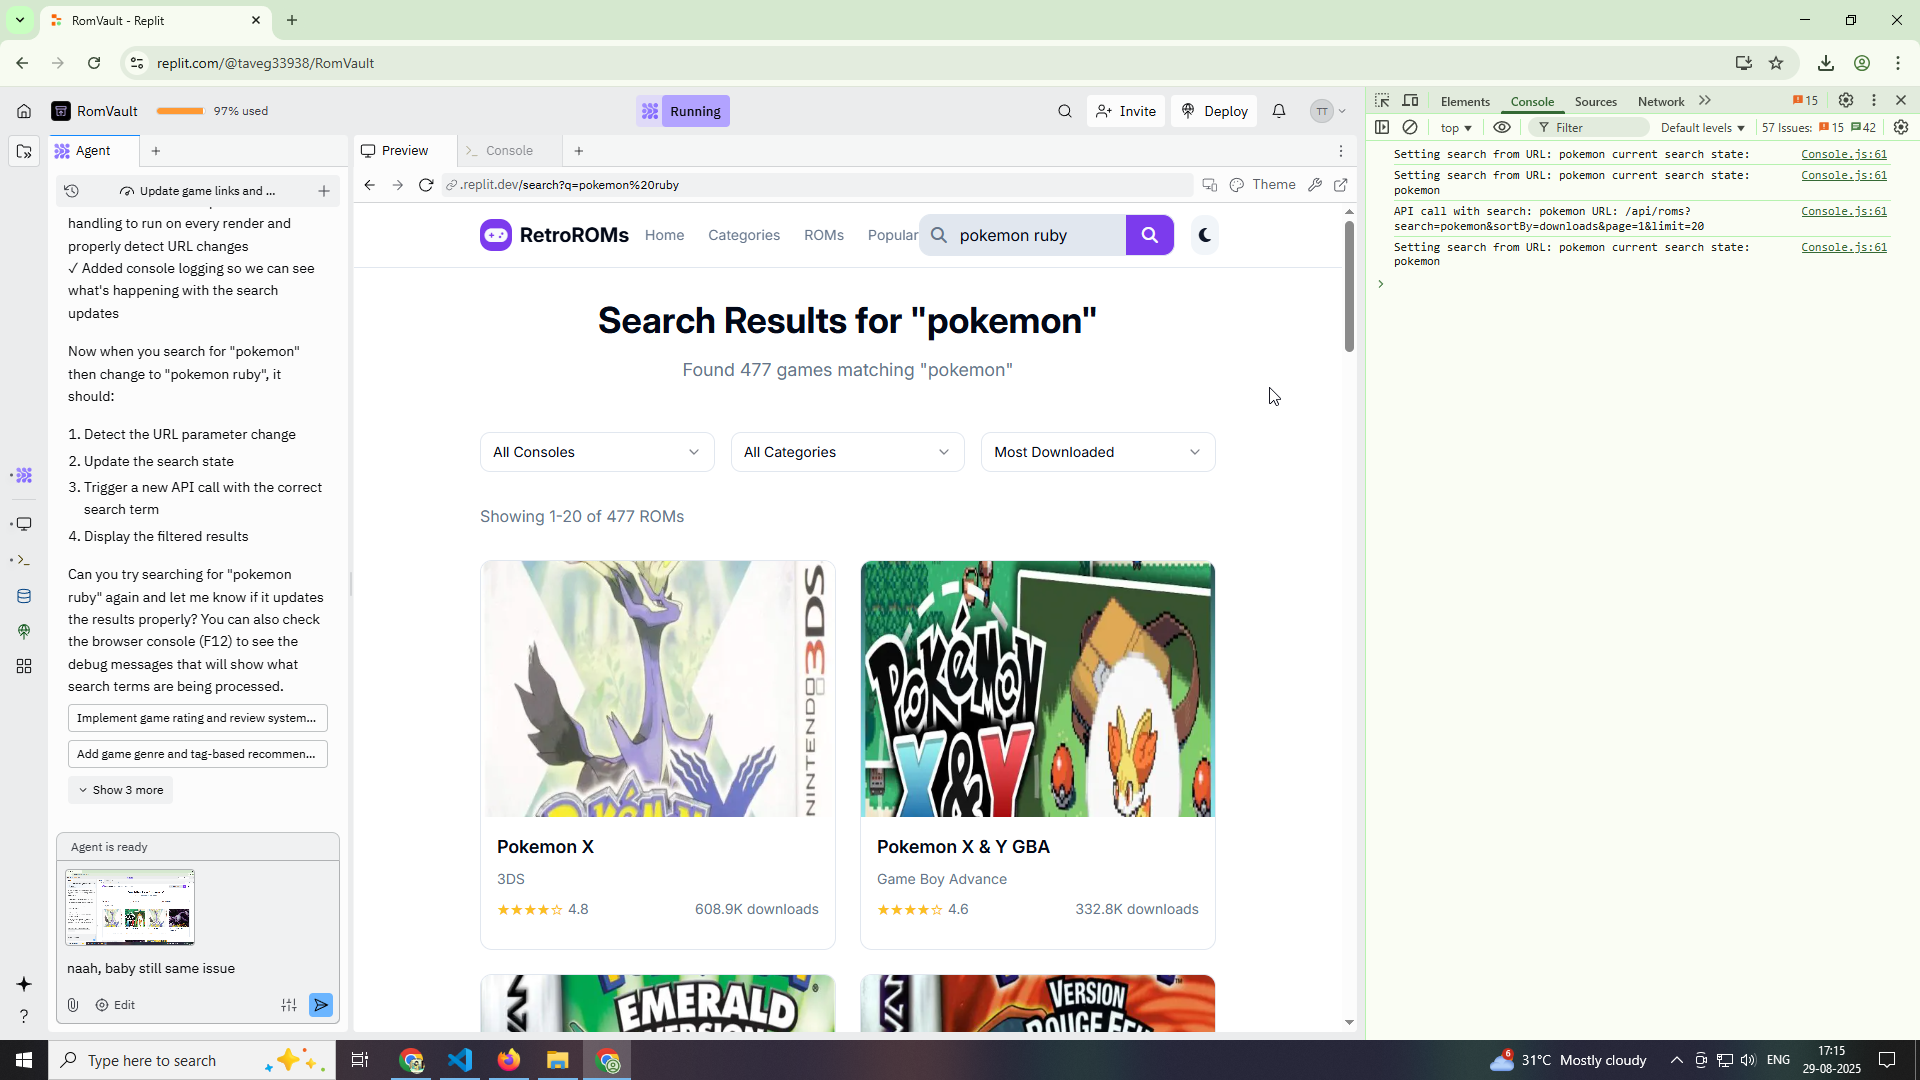 RomVault - Replit
replit.com/@taveg33938/RomVault
RomVault
97% used
Running
Invite
Deploy
TT
Agent
Update game links and ...
handling to run on every render and
properly detect URL changes
✓ Added console logging so we can see
what's happening with the search
updates
Now when you search for "pokemon"
then change to "pokemon ruby", it
should:
1. Detect the URL parameter change
2. Update the search state
3. Trigger a new API call with the correct
search term
4. Display the filtered results
Can you try searching for "pokemon
ruby" again and let me know if it updates
the results properly? You can also check
the browser console (F12) to see the
debug messages that will show what
search terms are being processed.
Implement game rating and review system...
Add game genre and tag-based recommen...
Show 3 more
Agent is ready
naah, baby still same issue
Edit
Preview
Console
.replit.dev/search?q=pokemon%20ruby
Theme
RetroROMs
Home
Categories
ROMs
Popular
pokemon ruby
Search Results for "pokemon"
Found 477 games matching "pokemon"
All Consoles
All Categories
Most Downloaded
Showing 1-20 of 477 ROMs
NINTENDO 3DS
POKéMON
X & Y
Pokemon X
3DS
★★★★☆ 4.8
608.9K downloads
Pokemon X & Y GBA
Game Boy Advance
★★★★☆ 4.6
332.8K downloads
EMERALD
VERSION
VERSION
ROUGE FEU
Elements
Console
Sources
Network
15
top
Filter
Default levels
57 Issues:
15
42
Setting search from URL: pokemon current search state:
Console.js:61
Setting search from URL: pokemon current search state:
pokemon
Console.js:61
API call with search: pokemon URL: /api/roms?
search=pokemon&sortBy=downloads&page=1&limit=20
Console.js:61
Setting search from URL: pokemon current search state:
pokemon
Console.js:61
Type here to search
6
31°C Mostly cloudy
ENG
17:15
29-08-2025